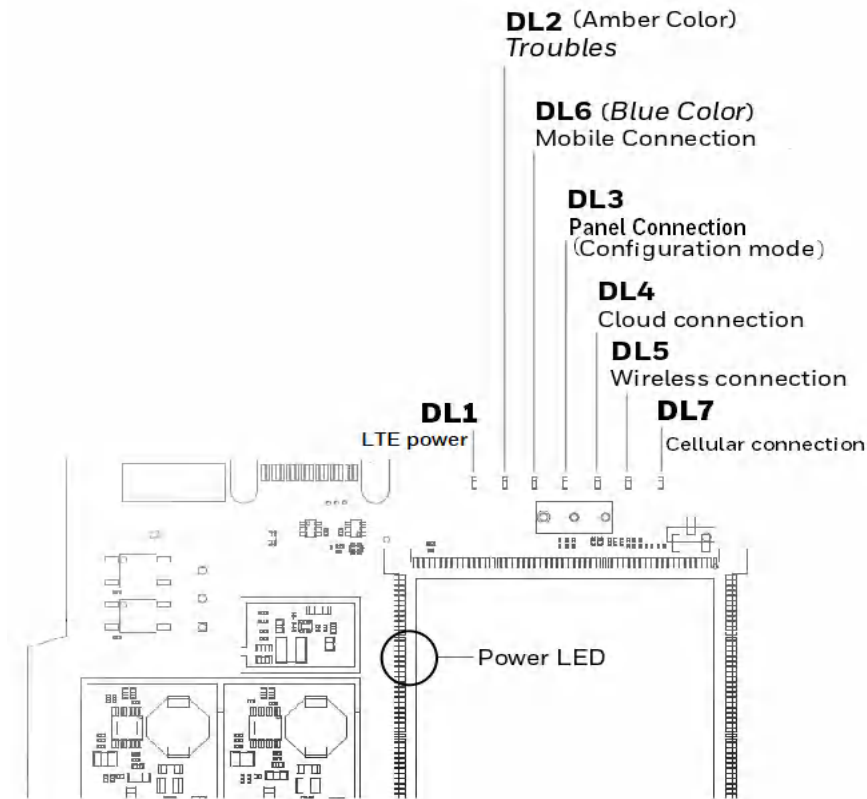 DL2 (Amber Color)
Troubles
DL6 (Blue Color)
Mobile Connection
DL3
Panel Connection
(Configuration mode)
DL4
Cloud connection
DL5
Wireless connection
DL1
LTE power
DL7
Cellular connection
Power LED